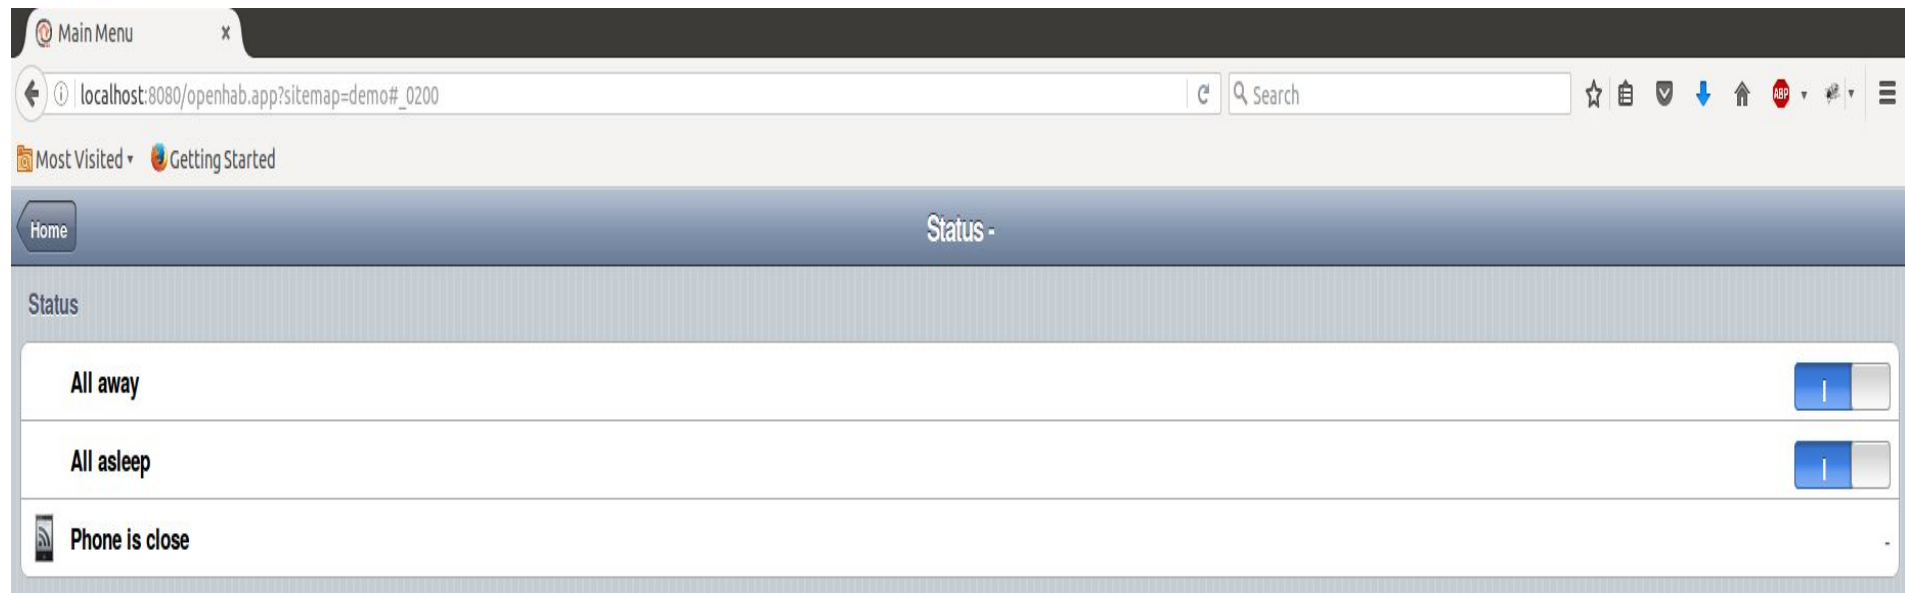 Main Menu x
localhost:8080/openhab.app?sitemap=demo#_0200 Search ABP
Most Visited Getting Started
Home Status -
Status
All away
All asleep
Phone is close -